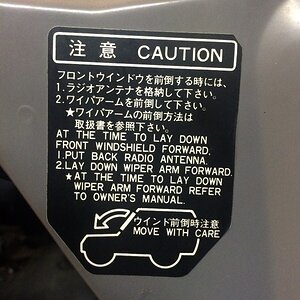 注意 CAUTION
フロントウインドウを前倒する時には、
1.ラジオアンテナを格納して下さい。
2.ワイパアームを前倒して下さい。
★ワイパアームの前倒方法は
取扱書を参照下さい。
AT THE TIME TO LAY DOWN
FRONT WINDSHIELD FORWARD.
1.PUT BACK RADIO ANTENNA.
2.LAY DOWN WIPER ARM FORWARD.
★AT THE TIME TO LAY DOWN
WIPER ARM FORWARD REFER
TO OWNER'S MANUAL.
ウインド前倒時注意
MOVE WITH CARE